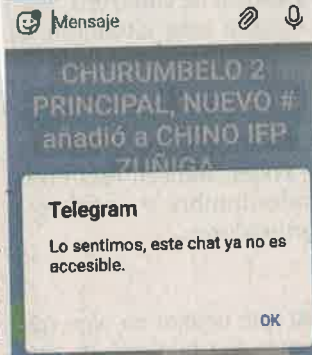 Mensaje
CHURUMBELO 2
PRINCIPAL, NUEVO #
añadió a CHINO IFP
ZUÑIGA
Telegram
Lo sentimos, este chat ya no es
accesible.
OK